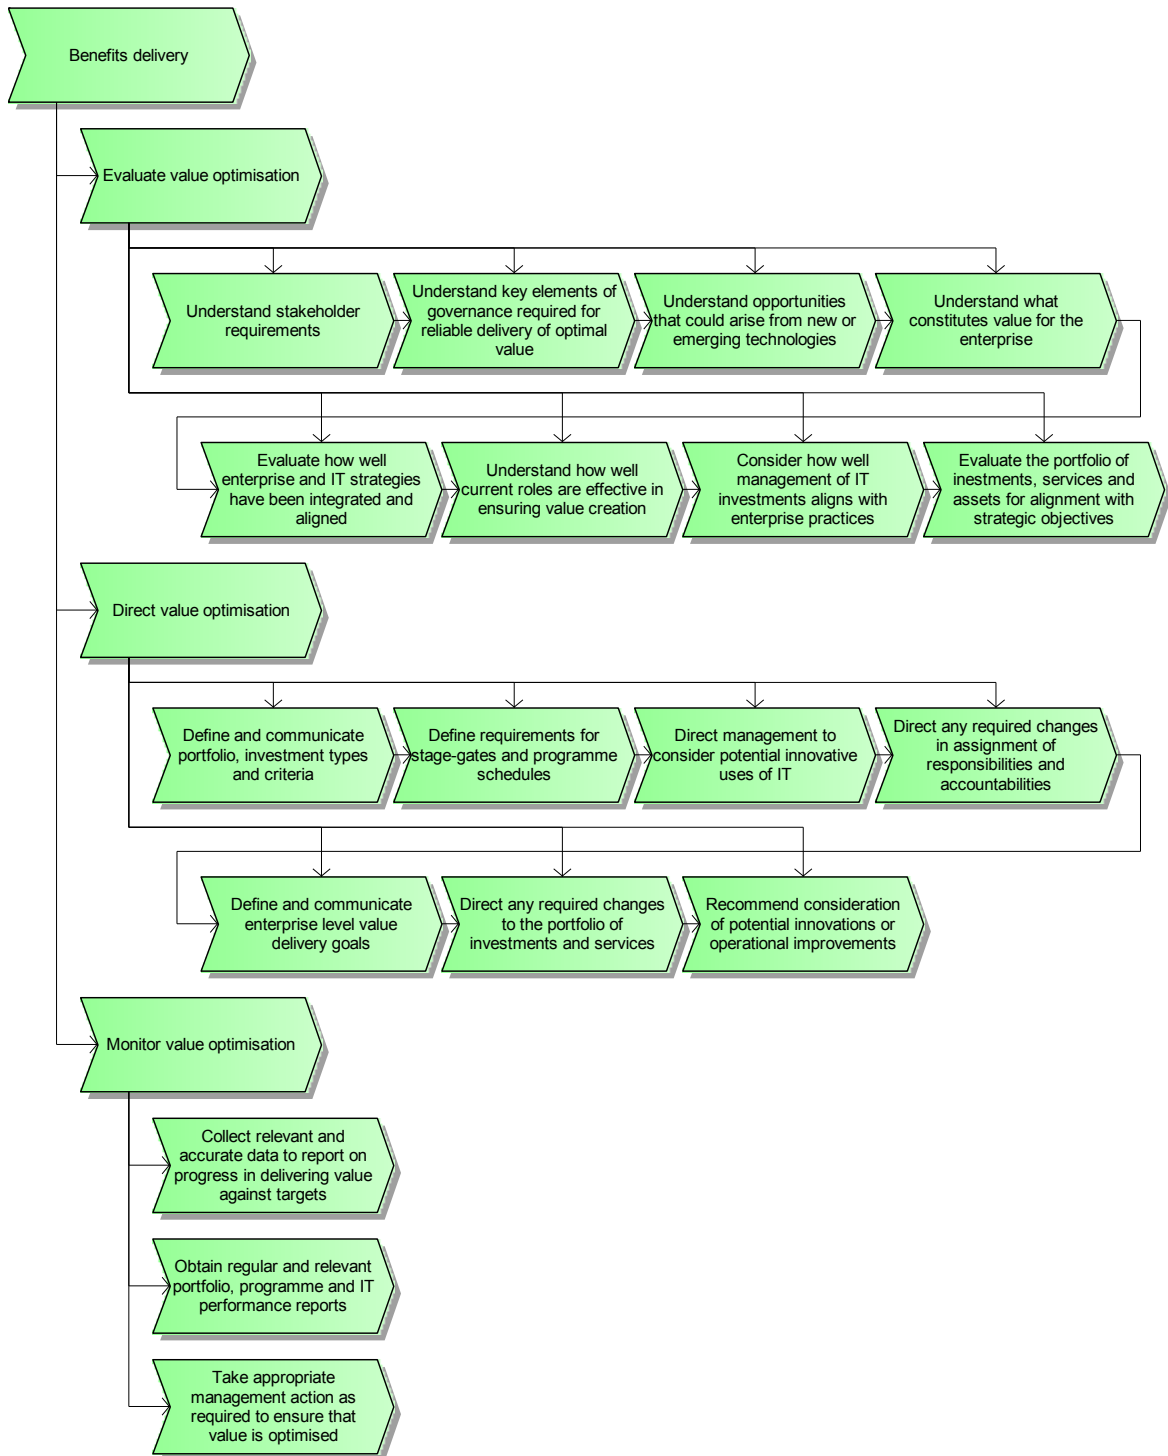 Benefits delivery
Evaluate value optimisation
Understand stakeholder
requirements
Understand key elements of
governance required for
reliable delivery of optimal
value
Understand opportunities
that could arise from new or
emerging technologies
Understand what
constitutes value for the
enterprise
Evaluate how well
enterprise and IT strategies
have been integrated and
aligned
Understand how well
current roles are effective in
ensuring value creation
Consider how well
management of IT
investments aligns with
enterprise practices
Evaluate the portfolio of
inestments, services and
assets for alignment with
strategic objectives
Direct value optimisation
Define and communicate
portfolio, investment types
and criteria
Define requirements for
stage-gates and programme
schedules
Direct management to
consider potential innovative
uses of IT
Direct any required changes
in assignment of
responsibilities and
accountabilities
Define and communicate
enterprise level value
delivery goals
Direct any required changes
to the portfolio of
investments and services
Recommend consideration
of potential innovations or
operational improvements
Monitor value optimisation
Collect relevant and
accurate data to report on
progress in delivering value
against targets
Obtain regular and relevant
portfolio, programme and IT
performance reports
Take appropriate
management action as
required to ensure that
value is optimised